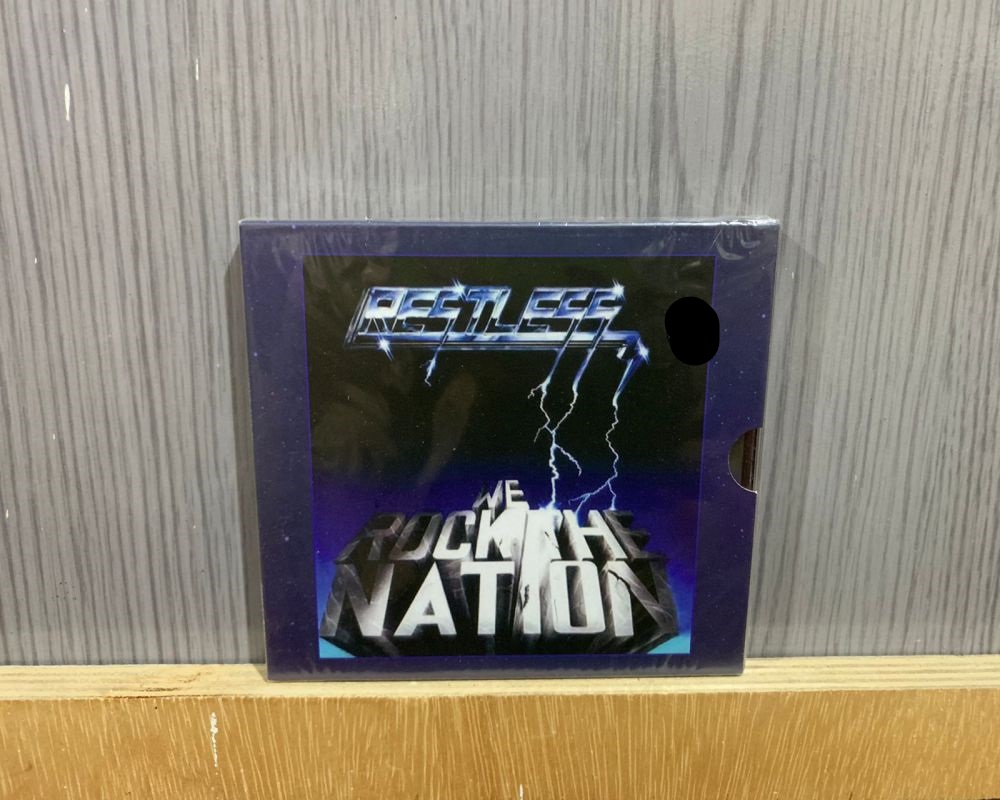 RESTLESS
WE
ROCK THE
NATION